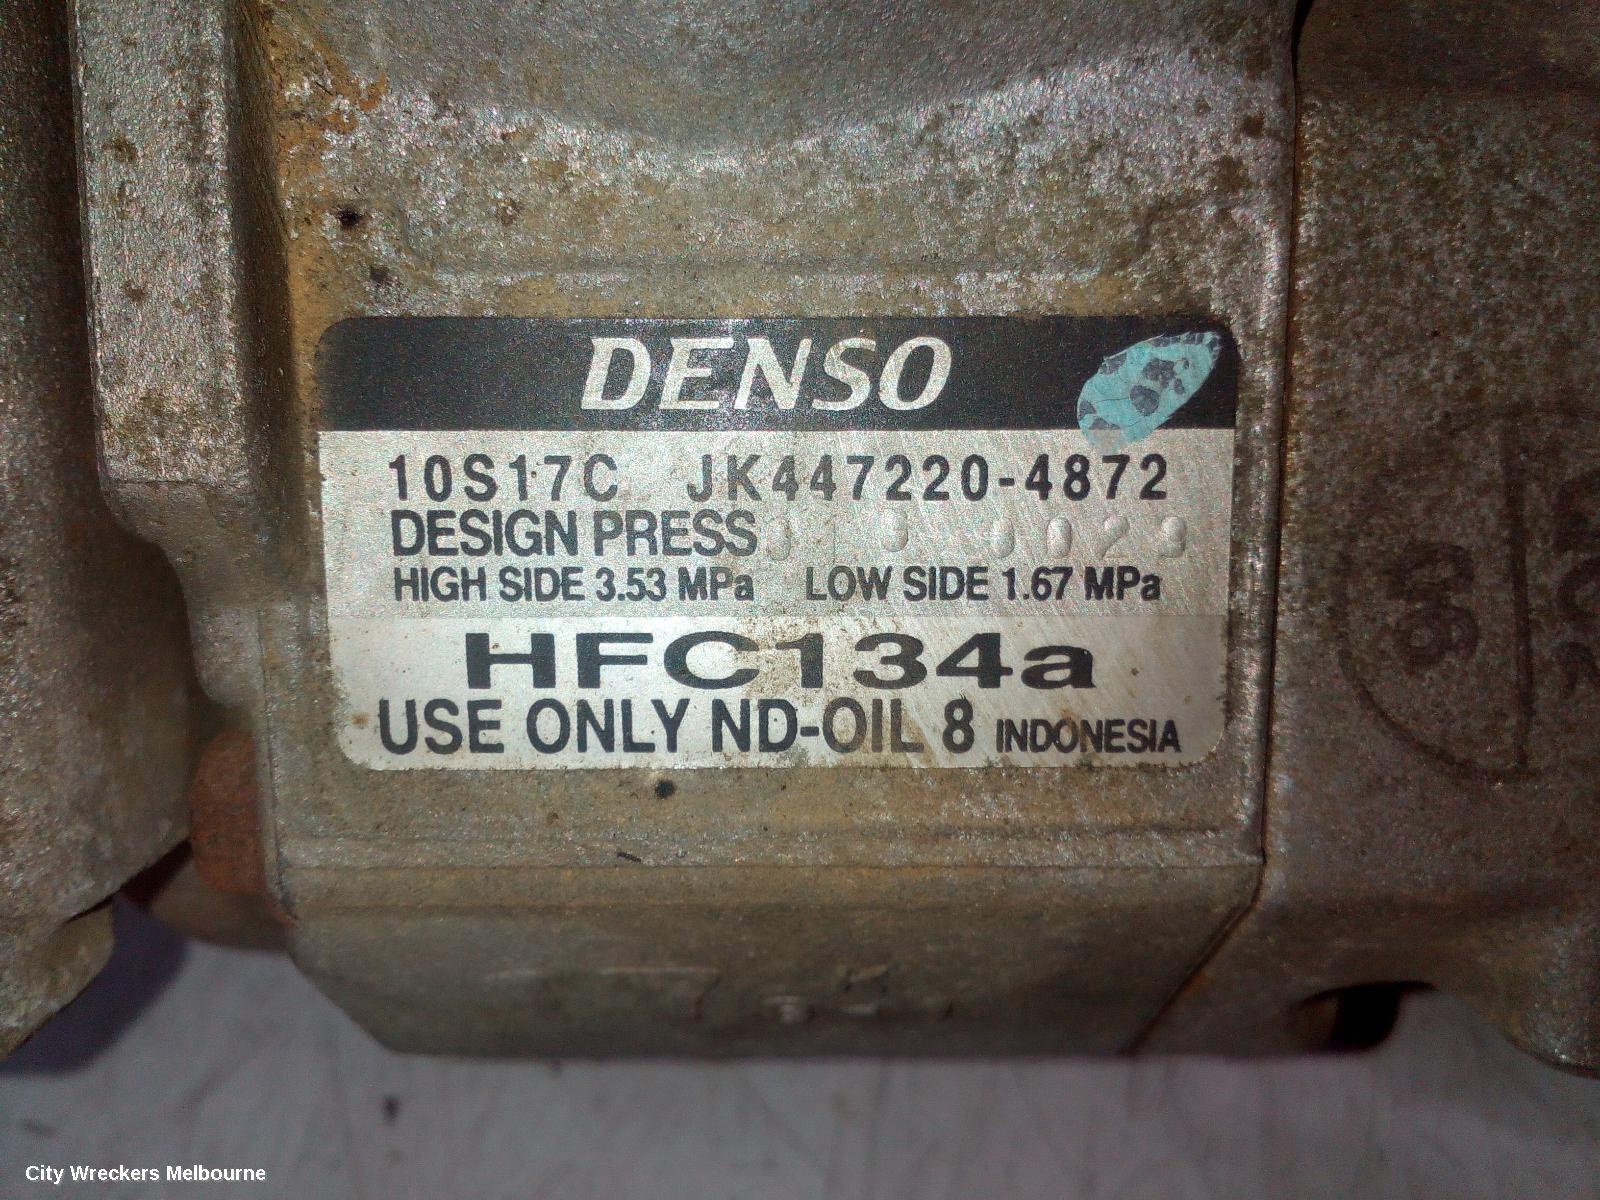 DENSO
10S17C JK447220-4872
DESIGN PRESS
HIGH SIDE 3.53 MPa LOW SIDE 1.67 MPa
HFC134a
USE ONLY ND-OIL 8 INDONESIA
City Wreckers Melbourne